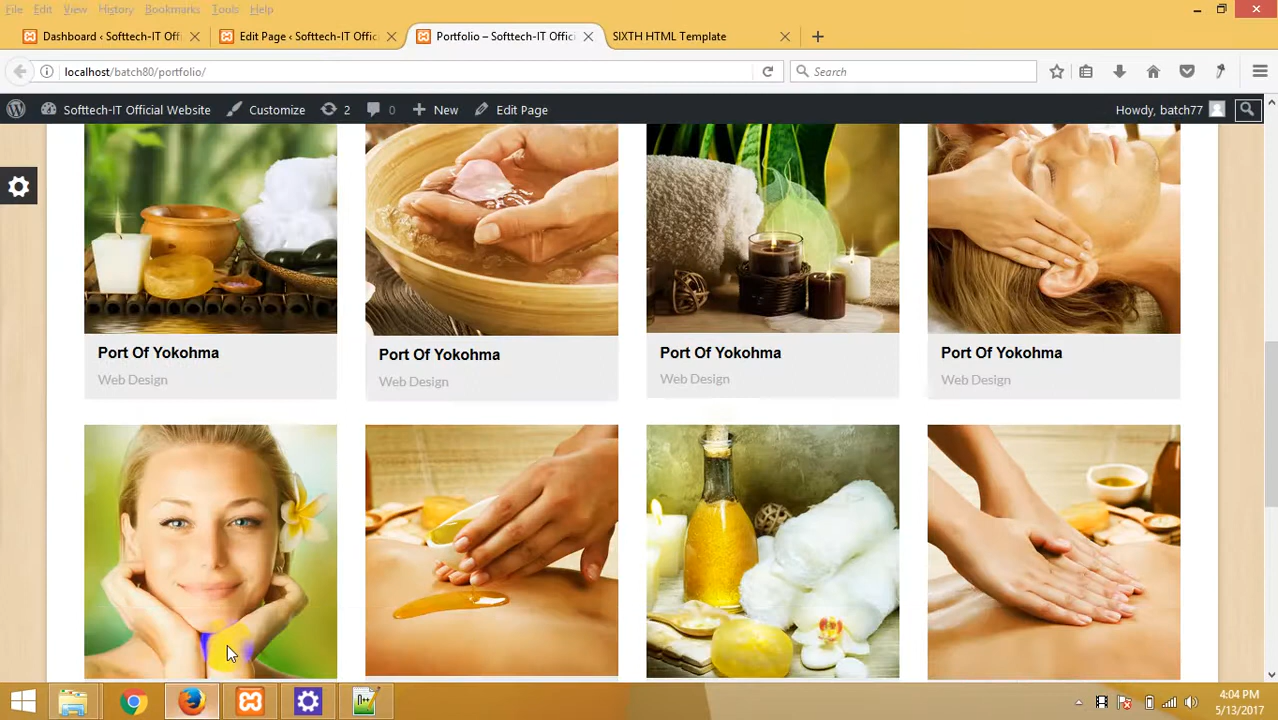 File Edit View History Bookmarks Tools Help
Dashboard ‹ Softtech-IT Offi
Edit Page ‹ Softtech-IT Offic
Portfolio – Softtech-IT Offici
SIXTH HTML Template
localhost/batch80/portfolio/
Search
Softtech-IT Official Website
Customize
2
0
New
Edit Page
Howdy, batch77
Port Of Yokohma
Web Design
Port Of Yokohma
Web Design
Port Of Yokohma
Web Design
Port Of Yokohma
Web Design
4:04 PM
5/13/2017